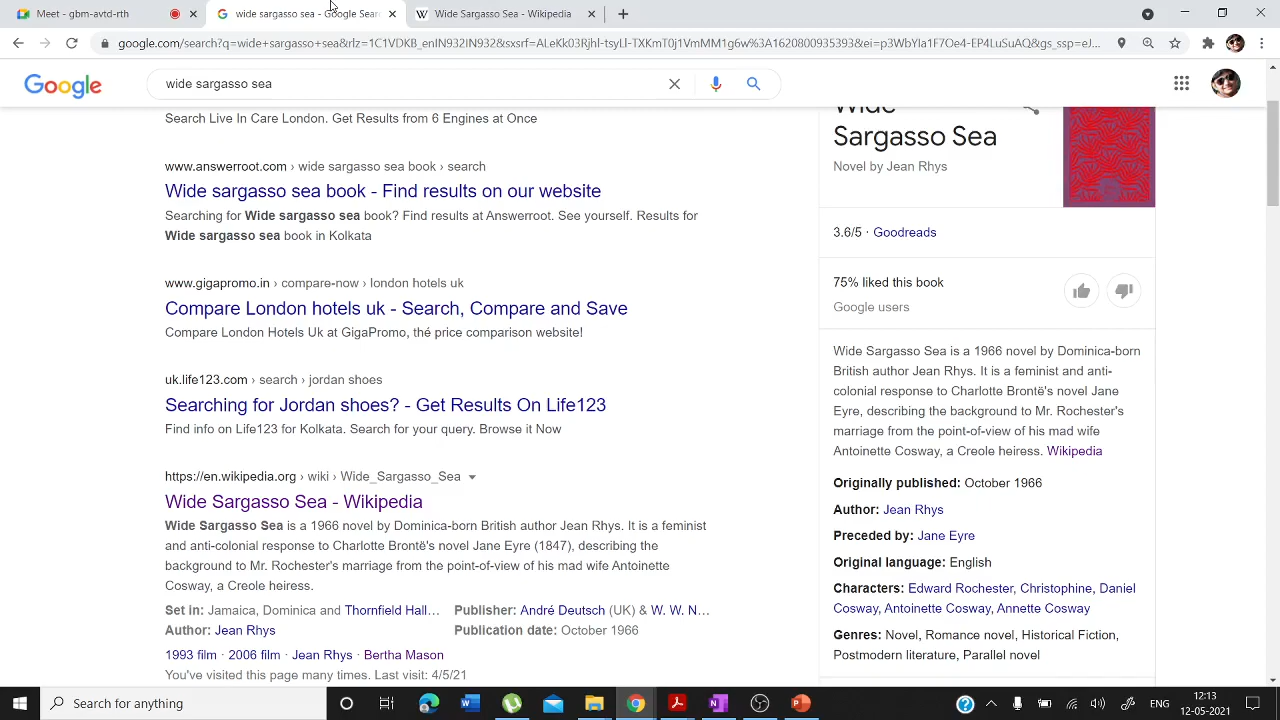 Meet - gbm-avtd-rth
wide sargasso sea - Google Sear
Wide Sargasso Sea - Wikipedia
google.com/search?q=wide+sargasso+sea&rlz=1C1VDKB_enIN932IN932&sxsrf=ALeKk03Rjhl-tsyLl-TXKmT0j1VmMM1g6w%3A1620800935393&ei=p3WbYIa1F7Oe4-EP4LuSuAQ&gs_ssp=eJ...
Google
wide sargasso sea
Search Live In Care London. Get Results from 6 Engines at Once
www.answerroot.com › wide sargasso sea book › search
Wide sargasso sea book - Find results on our website
Searching for Wide sargasso sea book? Find results at Answerroot. See yourself. Results for
Wide sargasso sea book in Kolkata
www.gigapromo.in › compare-now › london hotels uk
Compare London hotels uk - Search, Compare and Save
Compare London Hotels Uk at GigaPromo, thé price comparison website!
uk.life123.com › search › jordan shoes
Searching for Jordan shoes? - Get Results On Life123
Find info on Life123 for Kolkata. Search for your query. Browse it Now
https://en.wikipedia.org › wiki › Wide_Sargasso_Sea
Wide Sargasso Sea - Wikipedia
Wide Sargasso Sea is a 1966 novel by Dominica-born British author Jean Rhys. It is a feminist
and anti-colonial response to Charlotte Brontë's novel Jane Eyre (1847), describing the
background to Mr. Rochester's marriage from the point-of-view of his mad wife Antoinette
Cosway, a Creole heiress.
Set in: Jamaica, Dominica and Thornfield Hall... Publisher: André Deutsch (UK) & W. W. N...
Author: Jean Rhys Publication date: October 1966
1993 film · 2006 film · Jean Rhys · Bertha Mason
You've visited this page many times. Last visit: 4/5/21
Wide
Sargasso Sea
Novel by Jean Rhys
3.6/5 · Goodreads
75% liked this book
Google users
Wide Sargasso Sea is a 1966 novel by Dominica-born
British author Jean Rhys. It is a feminist and anti-
colonial response to Charlotte Brontë's novel Jane
Eyre, describing the background to Mr. Rochester's
marriage from the point-of-view of his mad wife
Antoinette Cosway, a Creole heiress. Wikipedia
Originally published: October 1966
Author: Jean Rhys
Preceded by: Jane Eyre
Original language: English
Characters: Edward Rochester, Christophine, Daniel
Cosway, Antoinette Cosway, Annette Cosway
Genres: Novel, Romance novel, Historical Fiction,
Postmodern literature, Parallel novel
Search for anything
ENG
12:13
12-05-2021